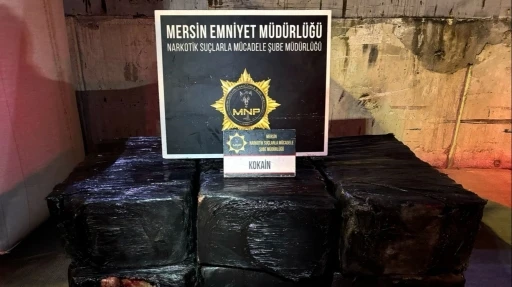 MERSİN EMNİYET MÜDÜRLÜĞÜ
NARKOTİK SUÇLARLA MÜCADELE ŞUBE MÜDÜRLÜĞÜ
MNP
MERSİN
NARKOTİK SUÇLARLA MÜCADELE
ŞUBE MÜDÜRLÜĞÜ
KOKAİN